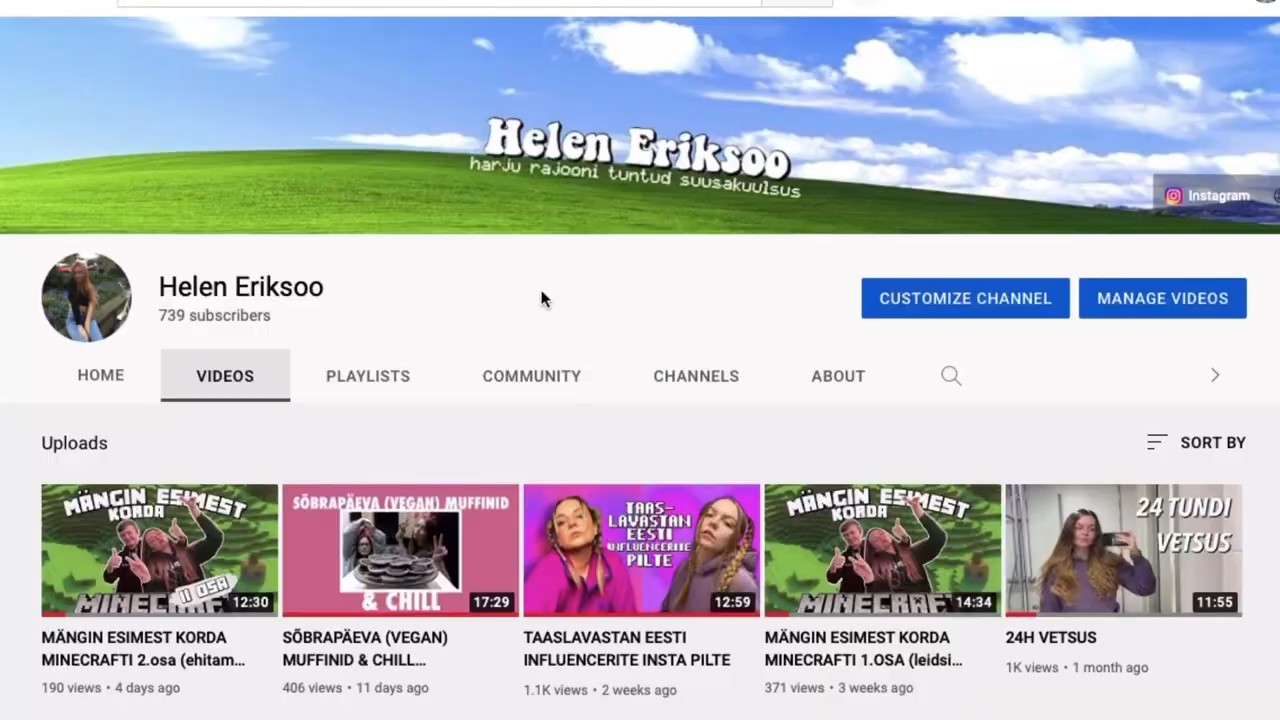 Helen Eriksoo
harju rajooni tuntud suusakuulsus
Instagram
Helen Eriksoo
739 subscribers
CUSTOMIZE CHANNEL
MANAGE VIDEOS
HOME
VIDEOS
PLAYLISTS
COMMUNITY
CHANNELS
ABOUT
Uploads
SORT BY
MÄNGIN ESIMEST
KORDA
II OSA
12:30
MÄNGIN ESIMEST KORDA
MINECRAFTI 2.osa (ehitam...
190 views • 4 days ago
SÕBRAPÄEVA (VEGAN) MUFFINID
& CHILL
17:29
SÕBRAPÄEVA (VEGAN)
MUFFINID & CHILL...
406 views • 11 days ago
TAAS-
LAVASTAN
EESTI
INFLUENCERITE
PILTE
12:59
TAASLAVASTAN EESTI
INFLUENCERITE INSTA PILTE
1.1K views • 2 weeks ago
MÄNGIN ESIMEST
KORDA
14:34
MÄNGIN ESIMEST KORDA
MINECRAFTI 1.OSA (leidsi...
371 views • 3 weeks ago
24 TUNDI
VETSUS
11:55
24H VETSUS
1K views • 1 month ago